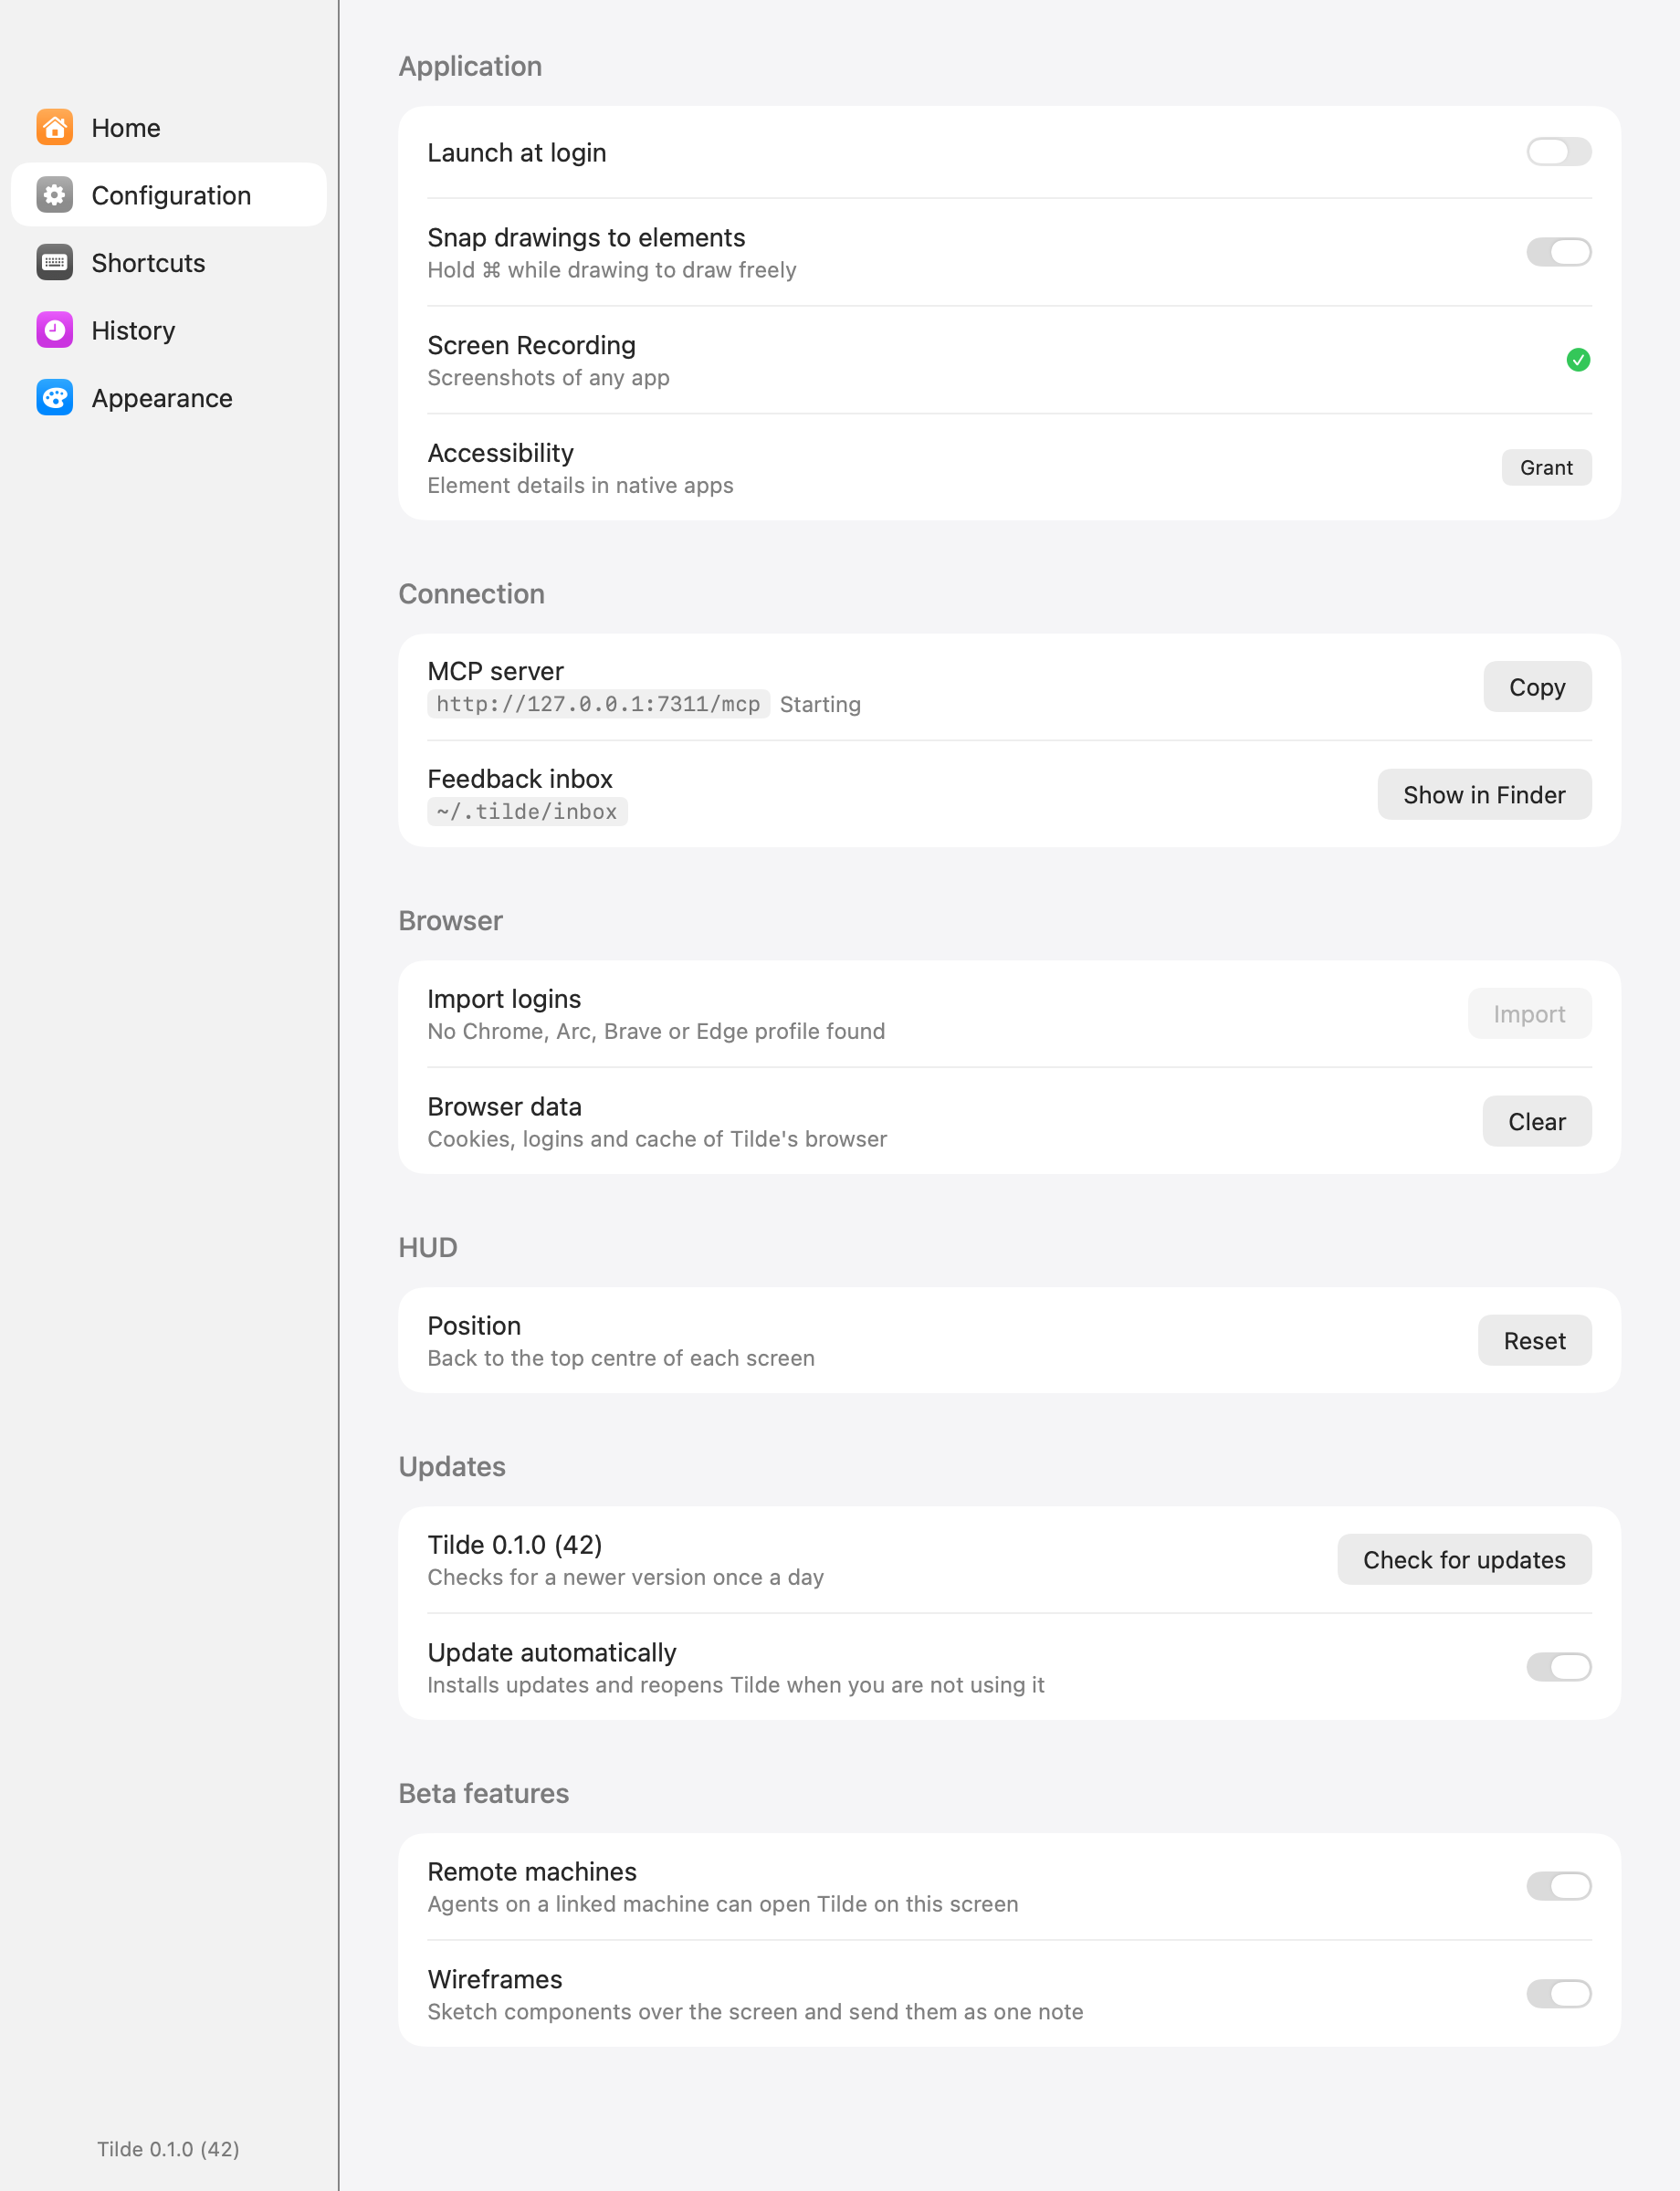 Home
Configuration
Shortcuts
History
Appearance
Tilde 0.1.0 (42)
Application
Launch at login
Snap drawings to elements
Hold ⌘ while drawing to draw freely
Screen Recording
Screenshots of any app
Accessibility
Element details in native apps
Grant
Connection
MCP server
http://127.0.0.1:7311/mcp Starting
Copy
Feedback inbox
~/.tilde/inbox
Show in Finder
Browser
Import logins
No Chrome, Arc, Brave or Edge profile found
Import
Browser data
Cookies, logins and cache of Tilde's browser
Clear
HUD
Position
Back to the top centre of each screen
Reset
Updates
Tilde 0.1.0 (42)
Checks for a newer version once a day
Check for updates
Update automatically
Installs updates and reopens Tilde when you are not using it
Beta features
Remote machines
Agents on a linked machine can open Tilde on this screen
Wireframes
Sketch components over the screen and send them as one note